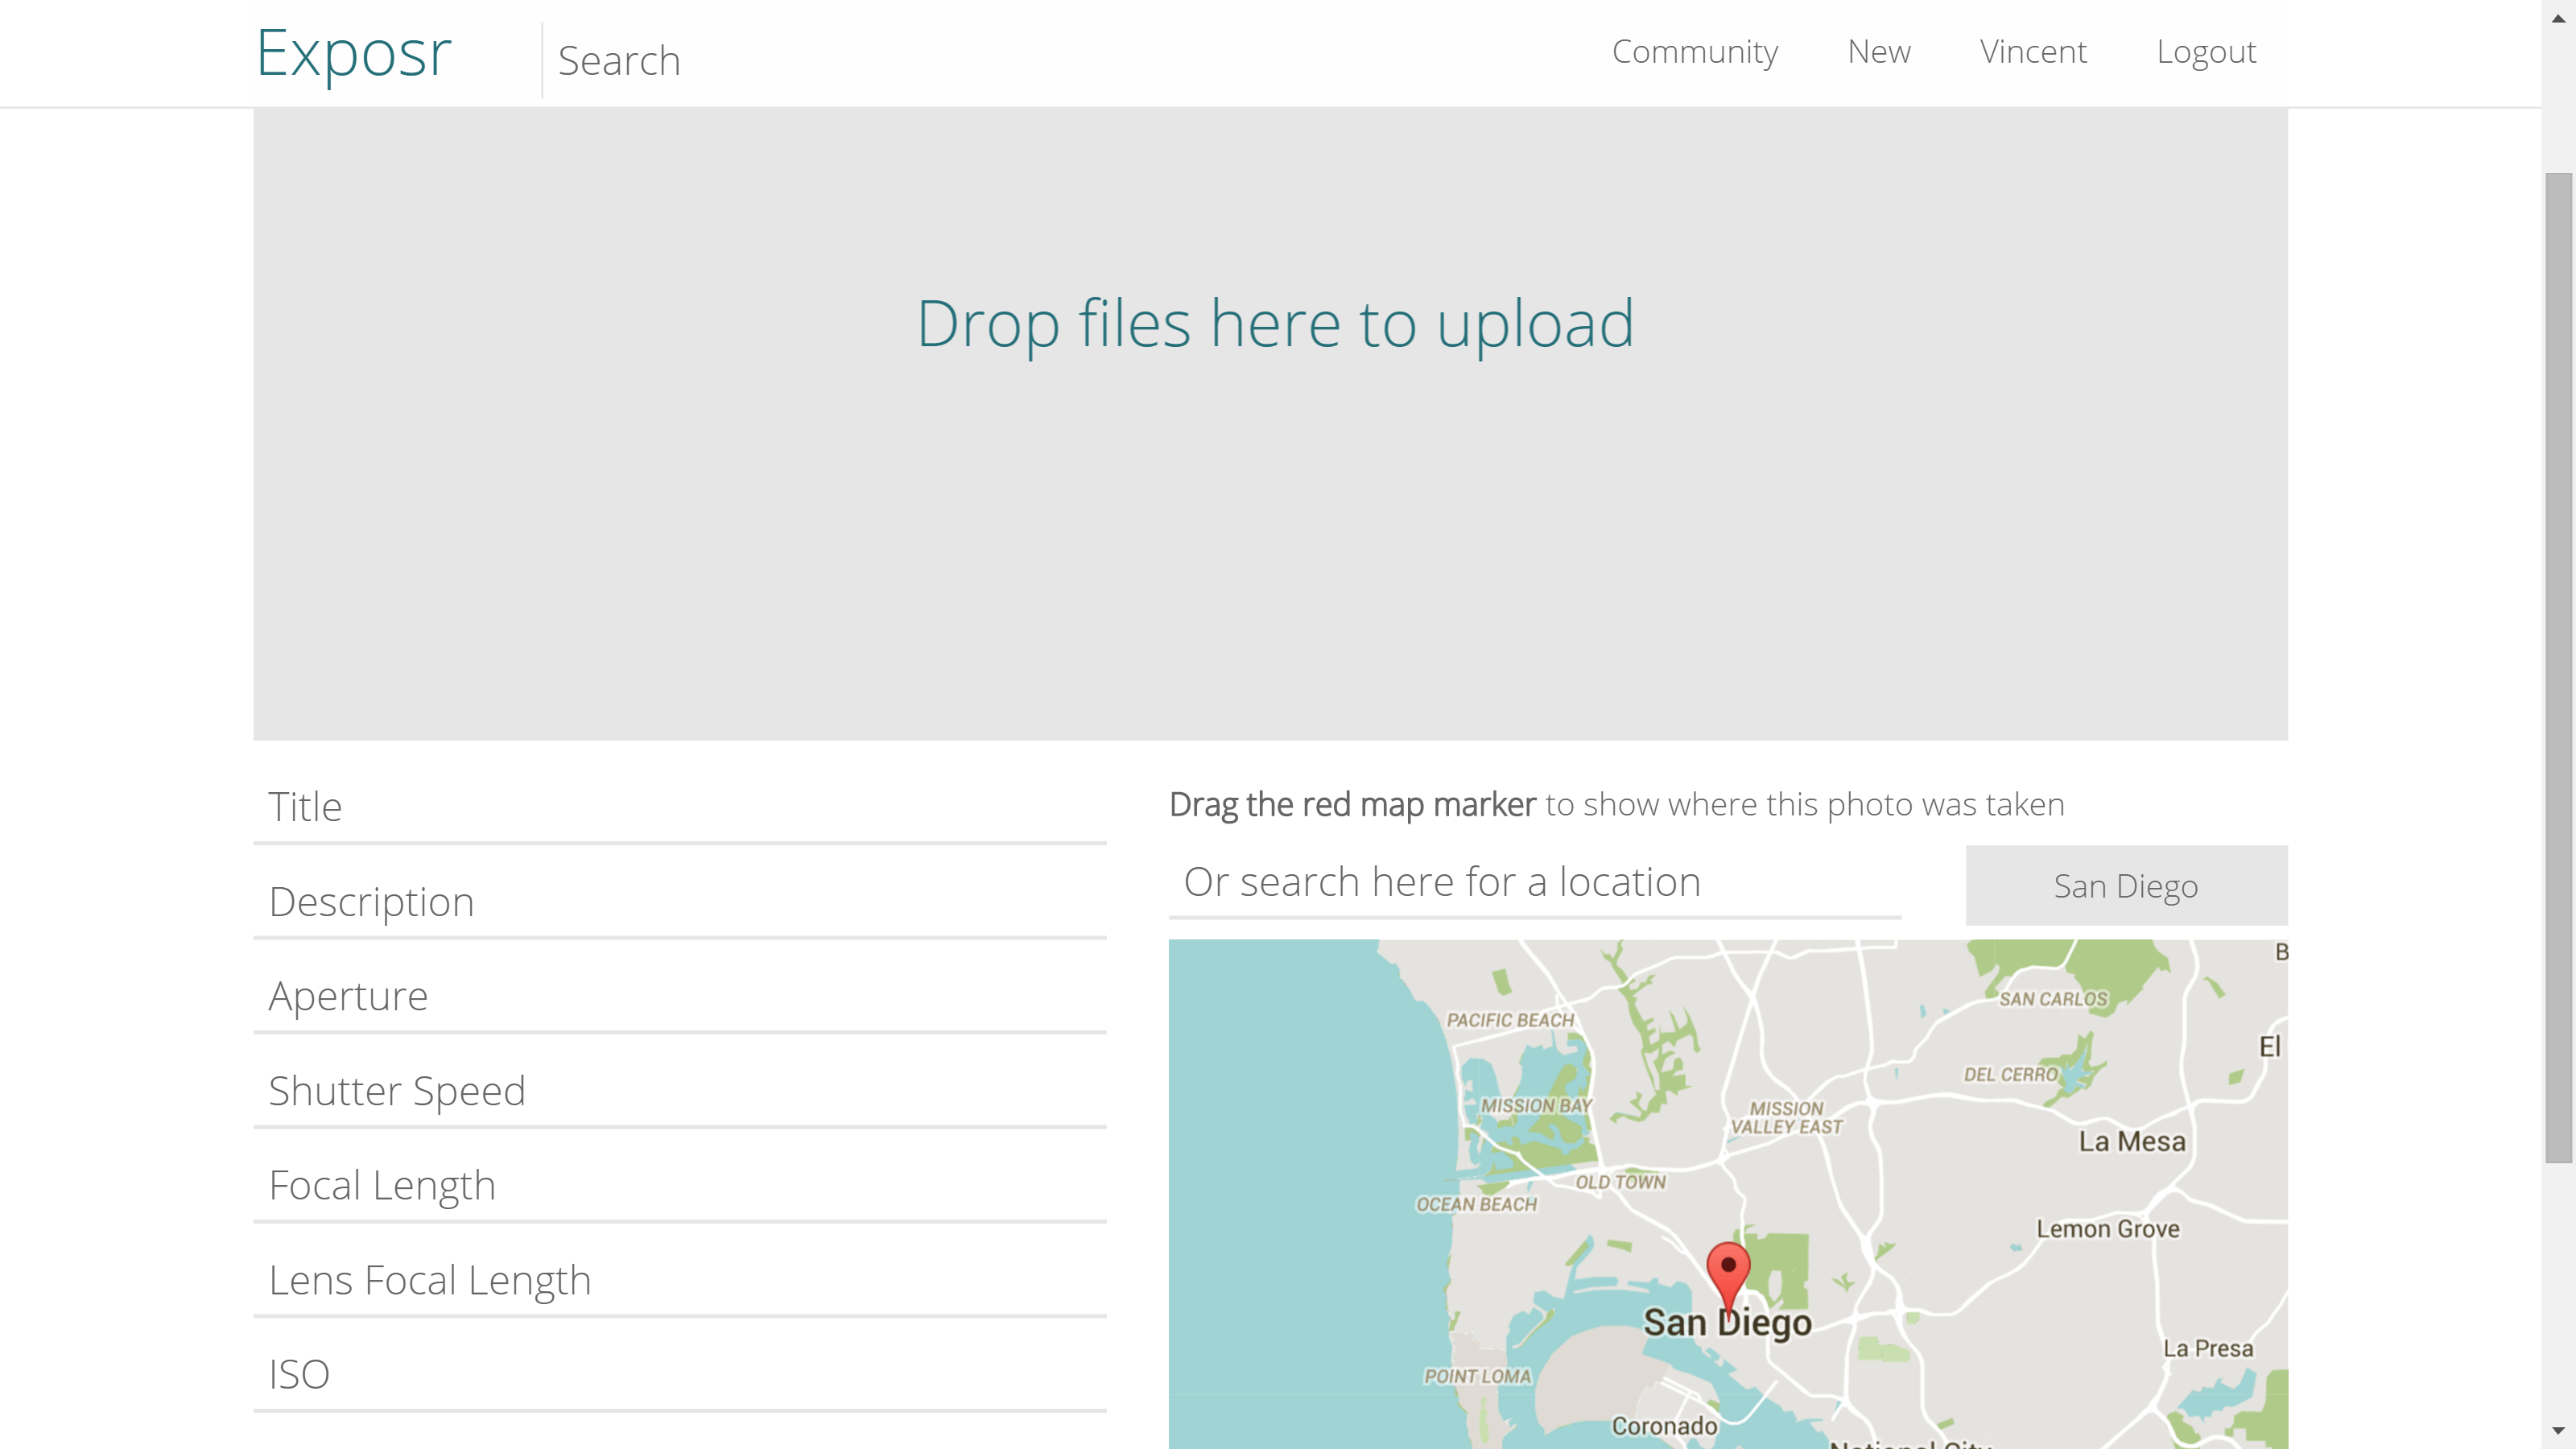 Exposr
Search
Community
New
Vincent
Logout
Drop files here to upload
Title
Description
Aperture
Shutter Speed
Focal Length
Lens Focal Length
ISO
Drag the red map marker to show where this photo was taken
Or search here for a location
San Diego
B
SAN CARLOS
PACIFIC BEACH
El
DEL CERRO
MISSION BAY
MISSION
VALLEY EAST
La Mesa
OLD TOWN
OCEAN BEACH
Lemon Grove
San Diego
La Presa
POINT LOMA
Coronado
National City